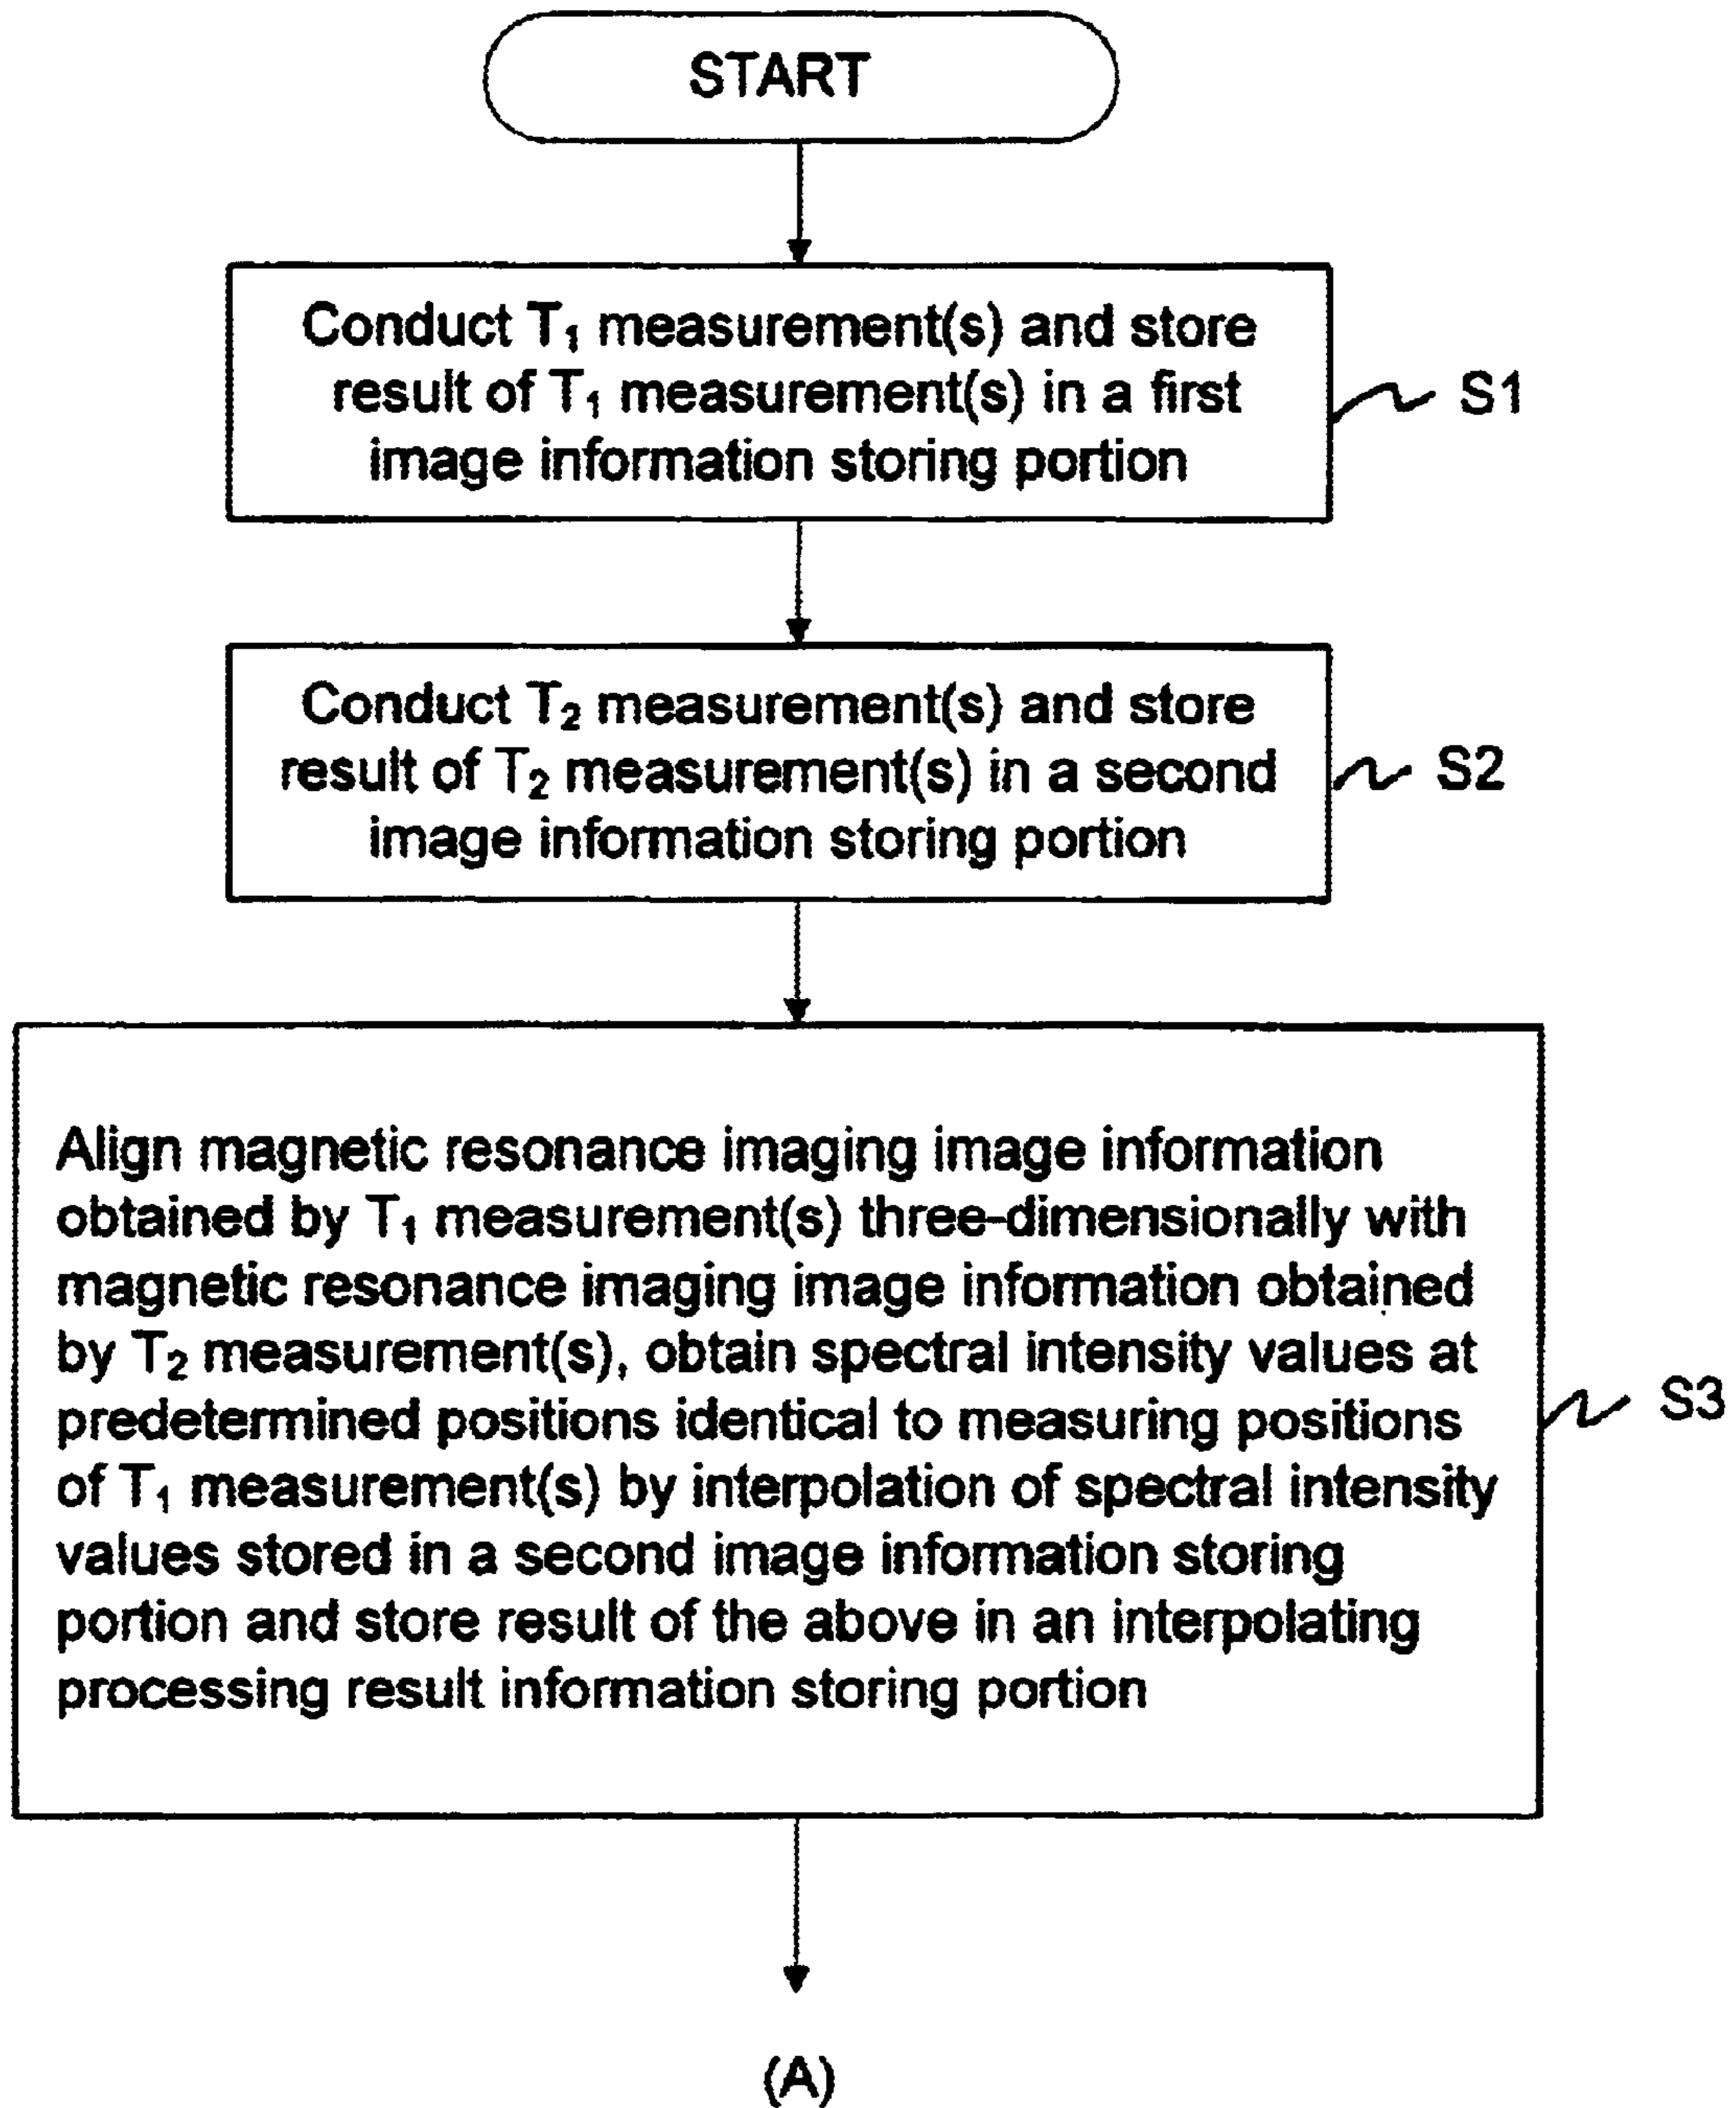 START
Conduct T₁ measurement(s) and store
result of T₁ measurement(s) in a first
image information storing portion
S1
Conduct T₂ measurement(s) and store
result of T₂ measurement(s) in a second
image information storing portion
S2
Align magnetic resonance imaging image information
obtained by T₁ measurement(s) three-dimensionally with
magnetic resonance imaging image information obtained
by T₂ measurement(s), obtain spectral intensity values at
predetermined positions identical to measuring positions
of T₁ measurement(s) by interpolation of spectral intensity
values stored in a second image information storing
portion and store result of the above in an interpolating
processing result information storing portion
S3
(A)